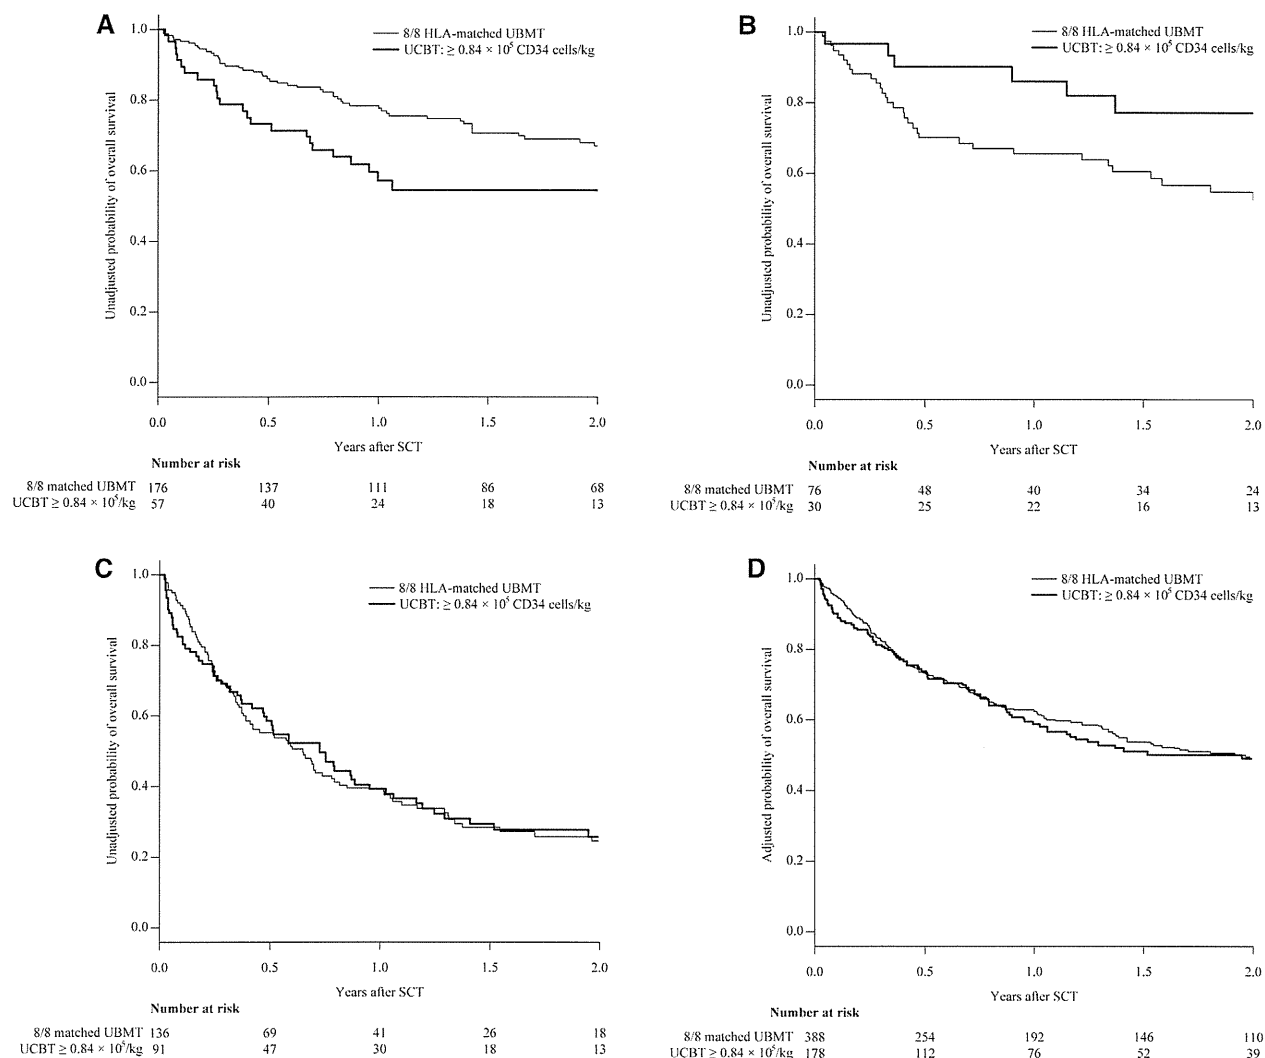 A
8/8 HLA-matched UBMT
UCBT: ≥ 0.84 × 10⁵ CD34 cells/kg
Unadjusted probability of overall survival
1.0
0.8
0.6
0.4
0.2
0.0
0.0 0.5 1.0 1.5 2.0
Years after SCT
Number at risk
8/8 matched UBMT 176 137 111 86 68
UCBT ≥ 0.84 × 10⁵/kg 57 40 24 18 13
B
8/8 HLA-matched UBMT
UCBT: ≥ 0.84 × 10⁵ CD34 cells/kg
Unadjusted probability of overall survival
1.0
0.8
0.6
0.4
0.2
0.0
0.0 0.5 1.0 1.5 2.0
Years after SCT
Number at risk
8/8 matched UBMT 76 48 40 34 24
UCBT ≥ 0.84 × 10⁵/kg 30 25 22 16 13
C
8/8 HLA-matched UBMT
UCBT: ≥ 0.84 × 10⁵ CD34 cells/kg
Unadjusted probability of overall survival
1.0
0.8
0.6
0.4
0.2
0.0
0.0 0.5 1.0 1.5 2.0
Years after SCT
Number at risk
8/8 matched UBMT 136 69 41 26 18
UCBT ≥ 0.84 × 10⁵/kg 91 47 30 18 13
D
8/8 HLA-matched UBMT
UCBT: ≥ 0.84 × 10⁵ CD34 cells/kg
Adjusted probability of overall survival
1.0
0.8
0.6
0.4
0.2
0.0
0.0 0.5 1.0 1.5 2.0
Years after SCT
Number at risk
8/8 matched UBMT 388 254 192 146 110
UCBT ≥ 0.84 × 10⁵/kg 178 112 76 52 39